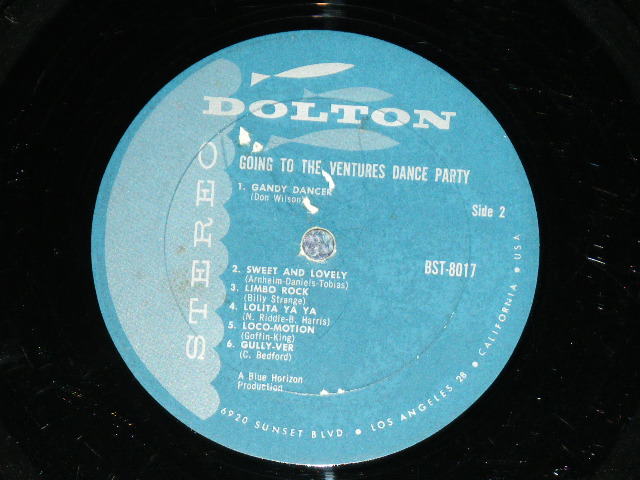 DOLTON
STEREO
GOING TO THE VENTURES DANCE PARTY
1. GANDY DANCER
(Don Wilson)
Side 2
BST-8017
2. SWEET AND LOVELY
(Arnheim-Daniels-Tobias)
3. LIMBO ROCK
(Billy Strange)
4. LOLITA YA YA
(N. Riddle-B. Harris)
5. LOCO-MOTION
(Goffin-King)
6. GULLY-VER
(C. Bedford)
A Blue Horizon
Production
6920 SUNSET BLVD. • LOS ANGELES 28 • CALIFORNIA • USA